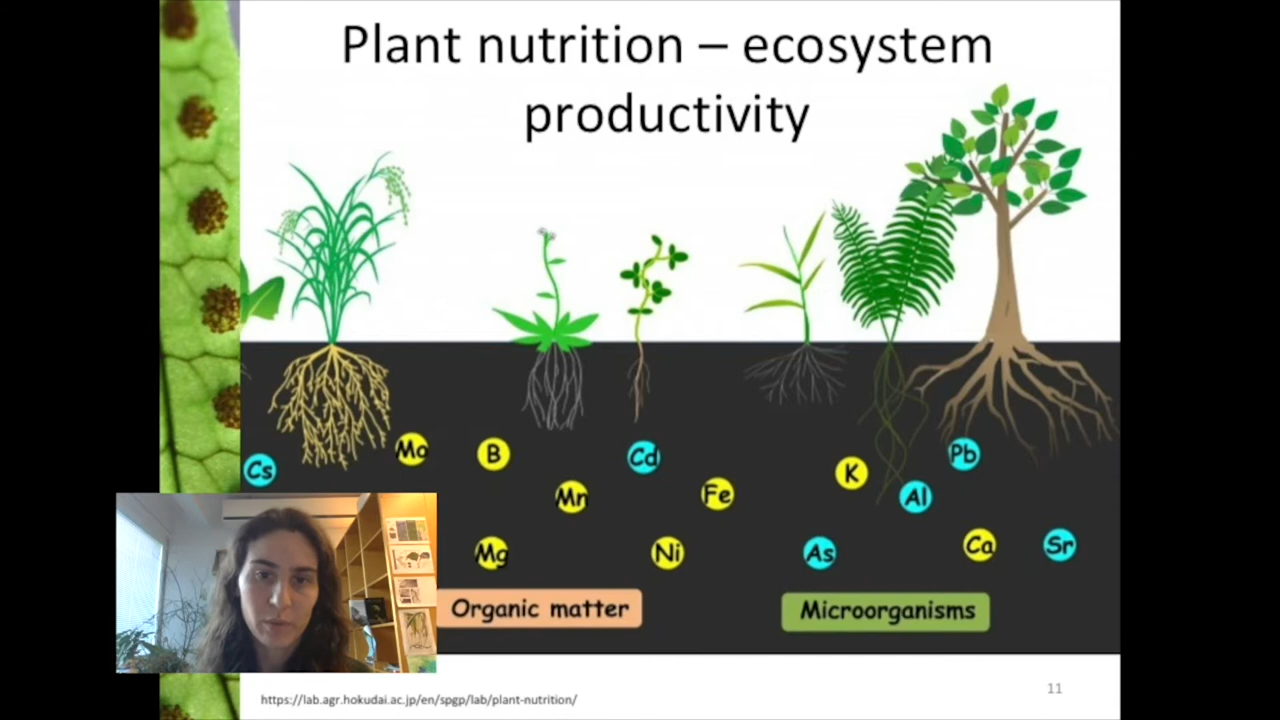 Plant nutrition – ecosystem
productivity
Mo
B
Cd
K
Pb
Cs
Mn
Fe
Al
Mg
Ni
As
Ca
Sr
Organic matter
Microorganisms
11
https://lab.agr.hokudai.ac.jp/en/spgp/lab/plant-nutrition/